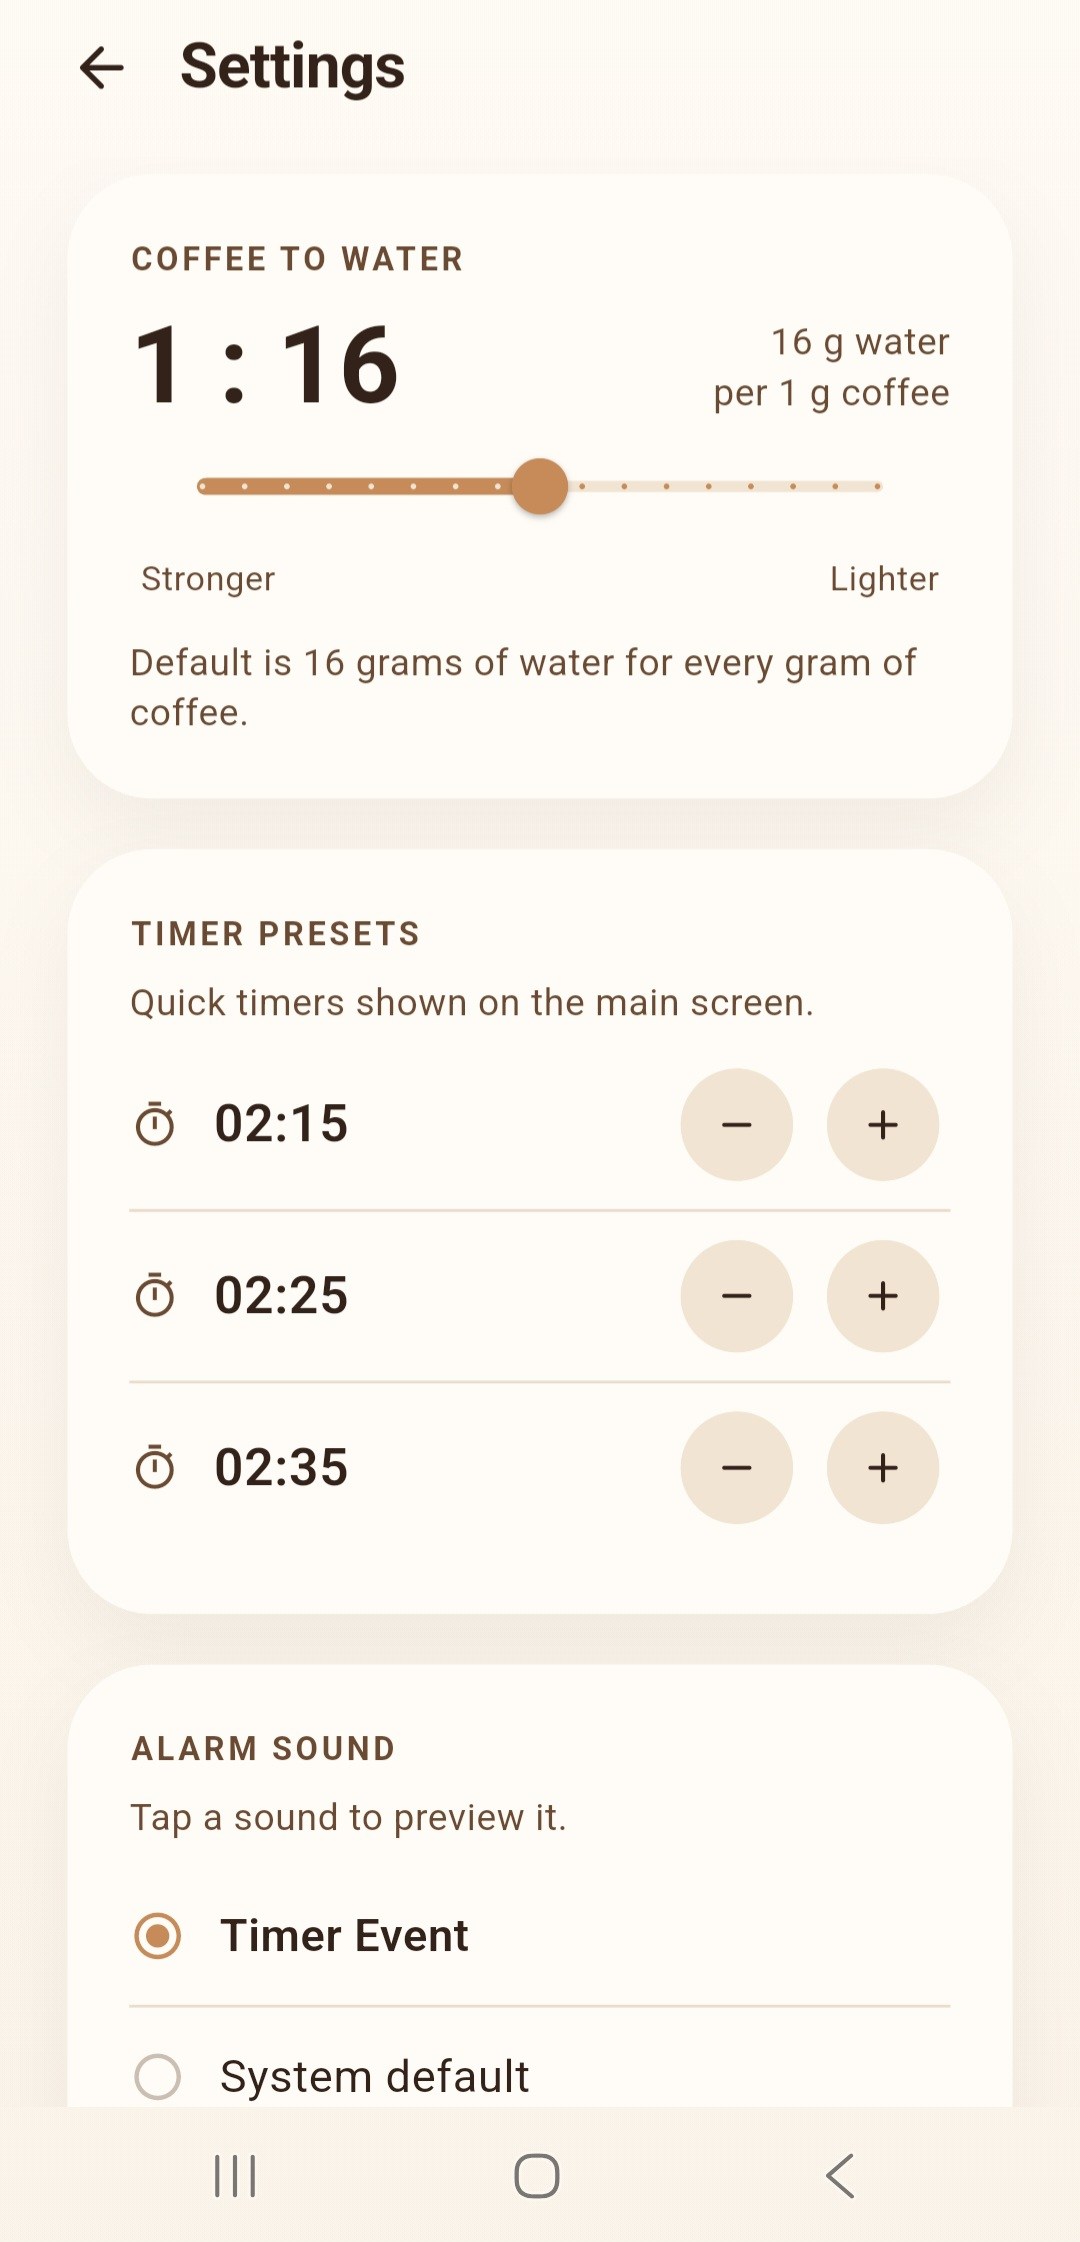 Settings
COFFEE TO WATER
1 : 16
16 g water
per 1 g coffee
Stronger
Lighter
Default is 16 grams of water for every gram of
coffee.
TIMER PRESETS
Quick timers shown on the main screen.
02:15
02:25
02:35
ALARM SOUND
Tap a sound to preview it.
Timer Event
System default